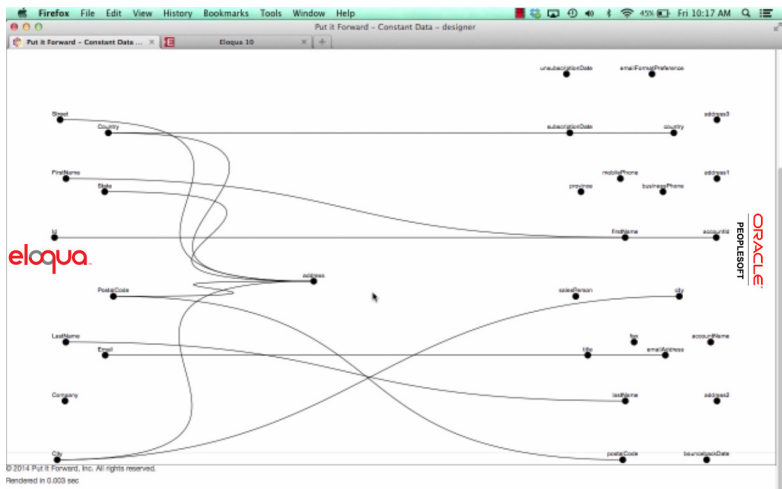 Firefox File Edit View History Bookmarks Tools Window Help 45% Fri 10:17 AM
Put it Forward – Constant Data – designer
Put it Forward – Constant Data ... × Eloqua 10 × +
unsubscriptionDate emailFormatPreference
Street address3
Country subscriptionDate country
FirstName mobilePhone address1
State province businessPhone
Id firstName accountId
eloqua
ORACLE
PEOPLESOFT
address
PostalCode salesPerson city
LastName fax accountName
Email title emailAddress
Company lastName address2
City postalCode bouncebackDate
© 2014 Put It Forward, Inc. All rights reserved.
Rendered in 0.003 sec